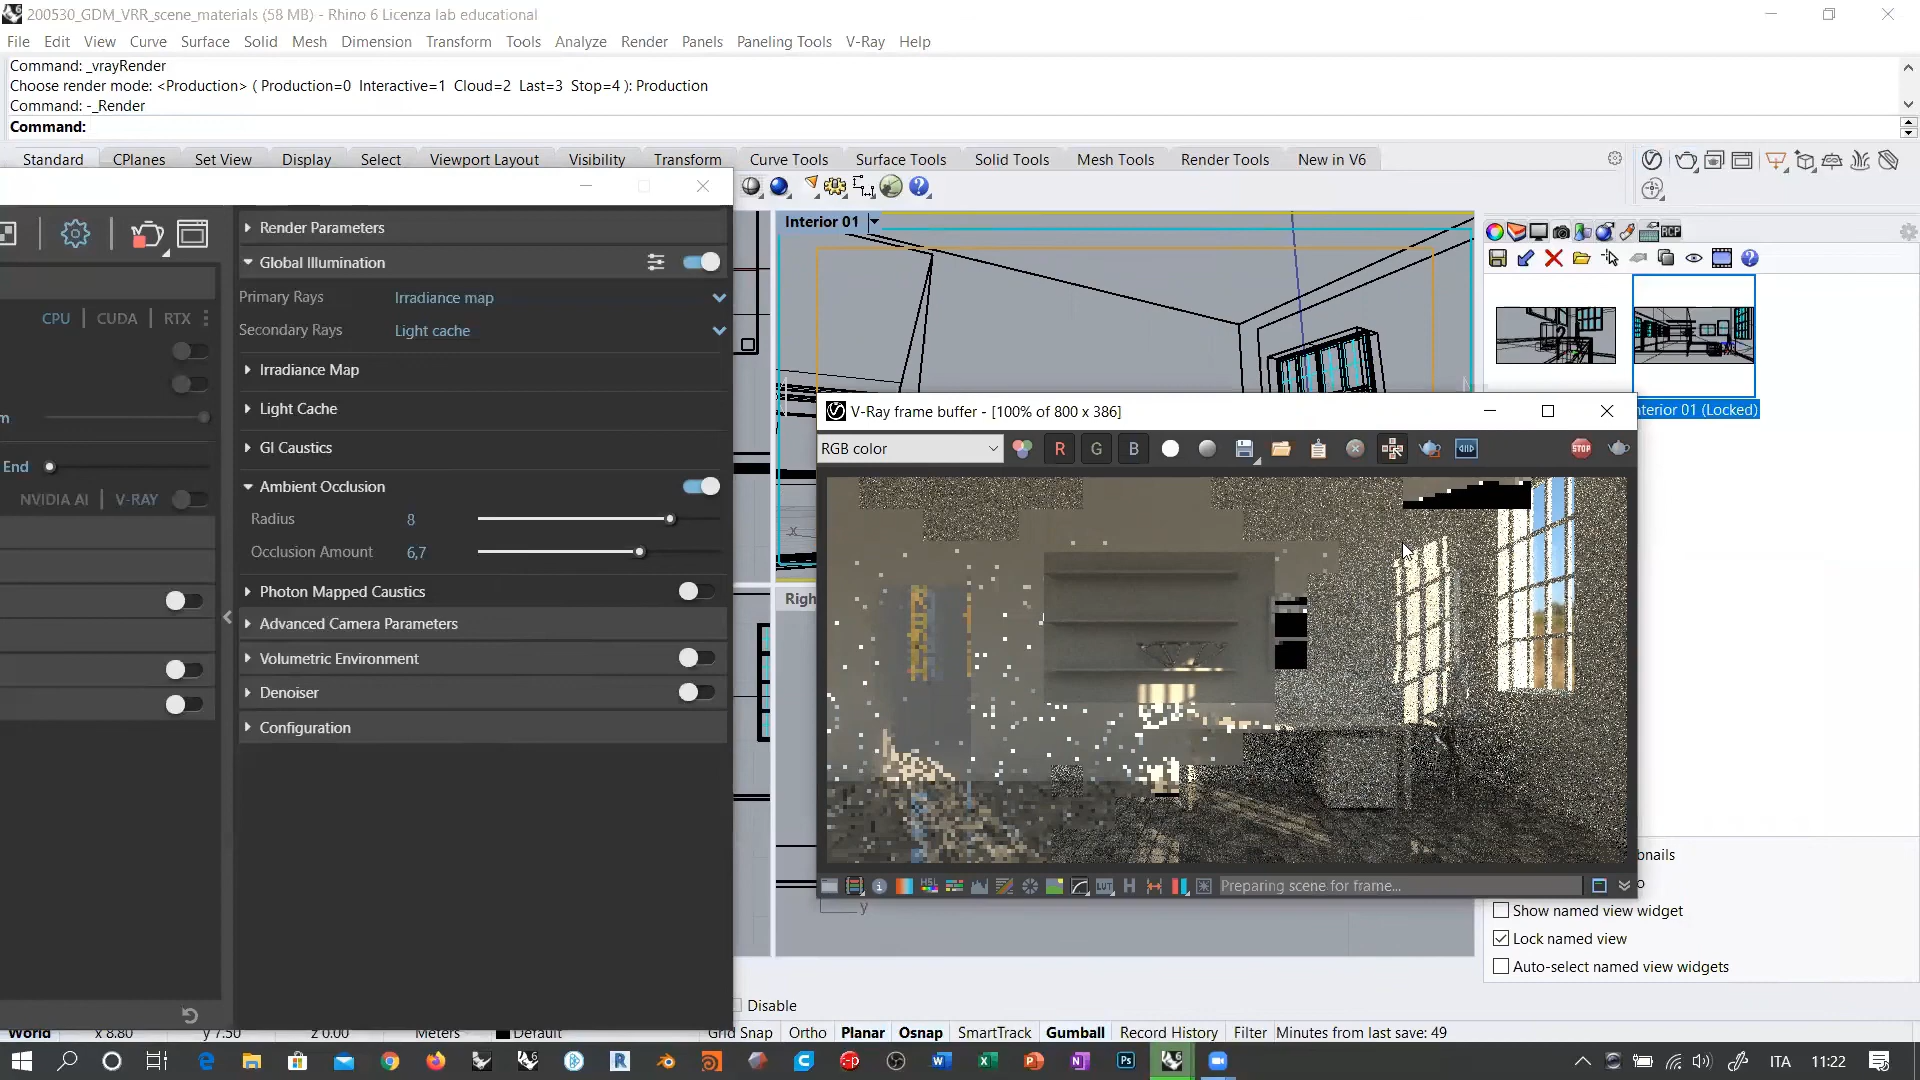 200530_GDM_VRR_scene_materials (58 MB) - Rhino 6 Licenza lab educational
File Edit View Curve Surface Solid Mesh Dimension Transform Tools Analyze Render Panels Paneling Tools V-Ray Help
Command: _vrayRender
Choose render mode: <Production> ( Production=0 Interactive=1 Cloud=2 Last=3 Stop=4 ): Production
Command: -_Render
Command:
Standard CPlanes Set View Display Select Viewport Layout Visibility Transform Curve Tools Surface Tools Solid Tools Mesh Tools Render Tools New in V6
Interior 01
RCP
Render Parameters
Global Illumination
Primary Rays Irradiance map
Secondary Rays Light cache
CPU | CUDA | RTX
Irradiance Map
Light Cache
GI Caustics
End
NVIDIA AI | V-RAY
Ambient Occlusion
Radius 8
Occlusion Amount 6,7
Photon Mapped Caustics
Advanced Camera Parameters
Volumetric Environment
Denoiser
Configuration
V-Ray frame buffer - [100% of 800 x 386]
RGB color R G B STOP
nterior 01 (Locked)
x
Righ
HSL LUT H Preparing scene for frame...
y
bnails
o
Show named view widget
Lock named view
Auto-select named view widgets
Disable
World x 8.80 y 7.50 z 0.00 Meters Default Grid Snap Ortho Planar Osnap SmartTrack Gumball Record History Filter Minutes from last save: 49
ITA 11:22